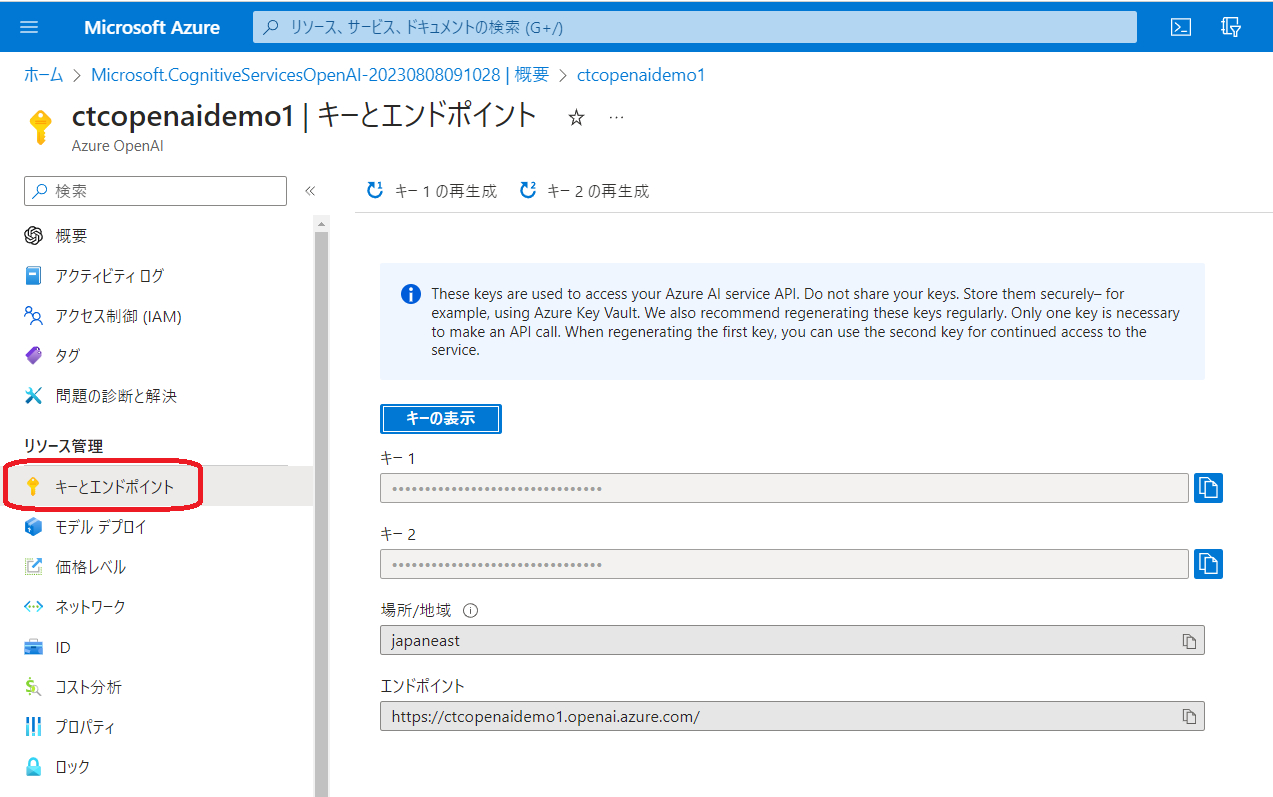 Microsoft Azure
リソース、サービス、ドキュメントの検索 (G+/)
ホーム > Microsoft.CognitiveServicesOpenAI-20230808091028 | 概要 > ctcopenaidemo1
ctcopenaidemo1 | キーとエンドポイント
Azure OpenAI
検索
キー 1 の再生成
キー 2 の再生成
概要
アクティビティ ログ
アクセス制御 (IAM)
タグ
問題の診断と解決
リソース管理
キーとエンドポイント
モデル デプロイ
価格レベル
ネットワーク
ID
コスト分析
プロパティ
ロック
These keys are used to access your Azure AI service API. Do not share your keys. Store them securely– for
example, using Azure Key Vault. We also recommend regenerating these keys regularly. Only one key is necessary
to make an API call. When regenerating the first key, you can use the second key for continued access to the
service.
キーの表示
キー 1
••••••••••••••••••••••••••••••••
キー 2
••••••••••••••••••••••••••••••••
場所/地域
japaneast
エンドポイント
https://ctcopenaidemo1.openai.azure.com/